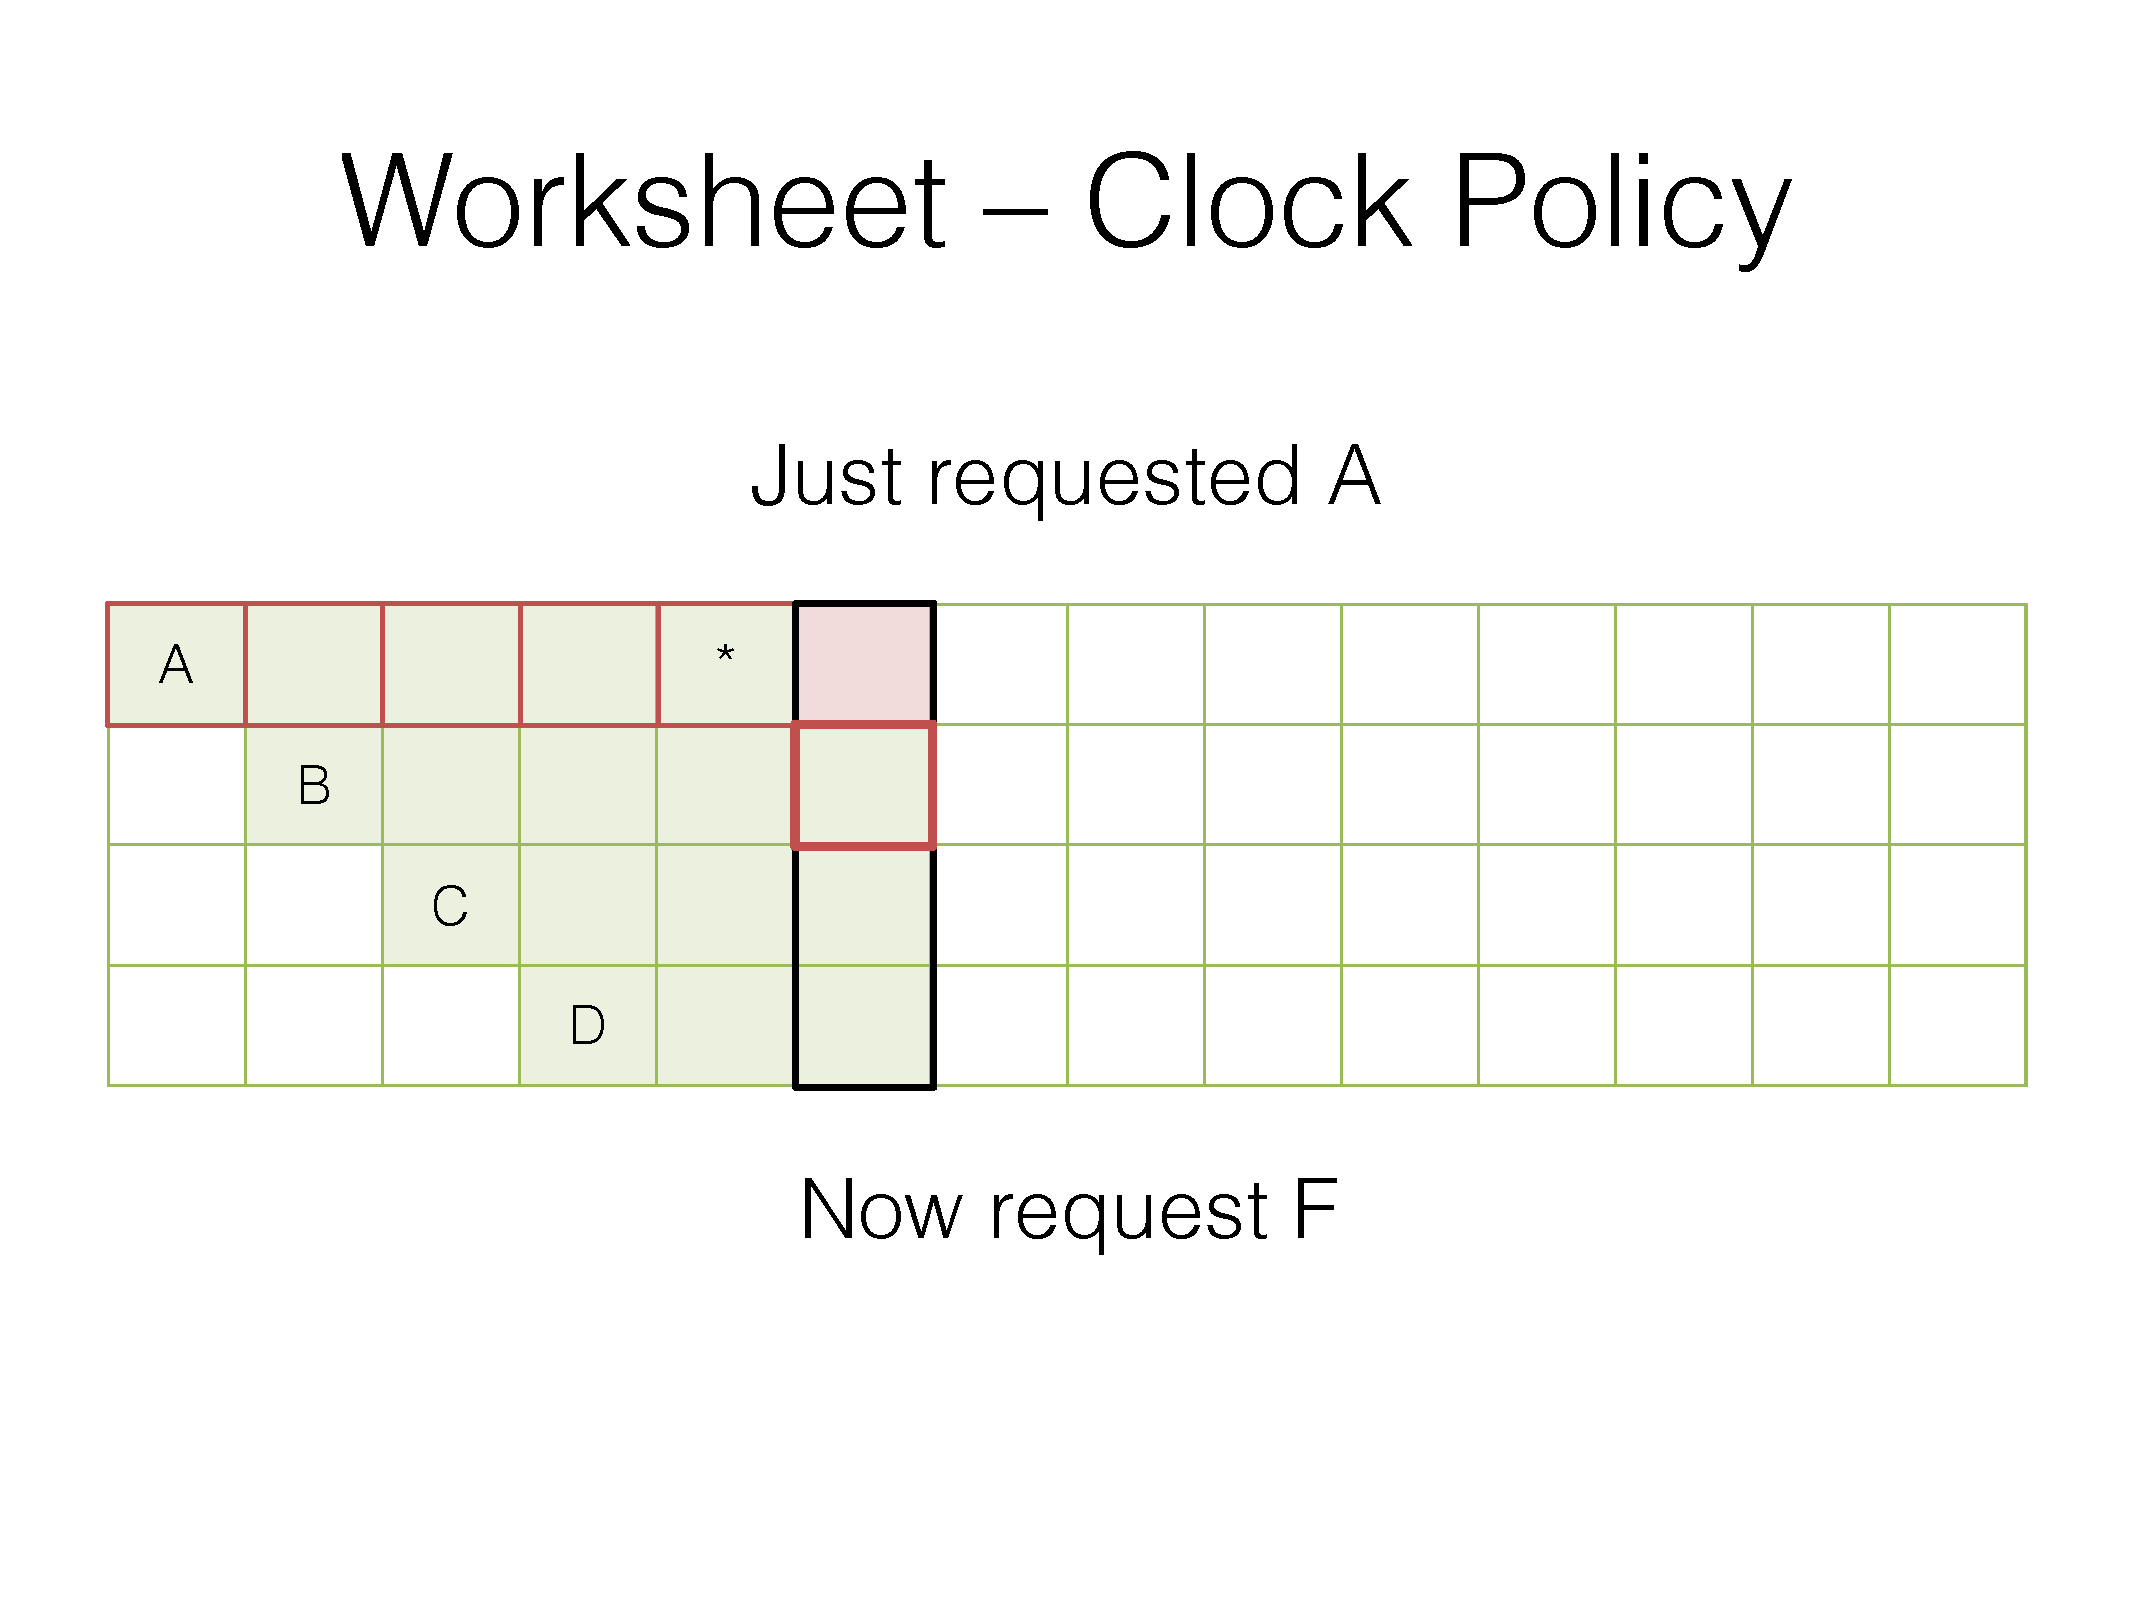 Worksheet – Clock Policy
Just requested A
A *
B
C
D
Now request F